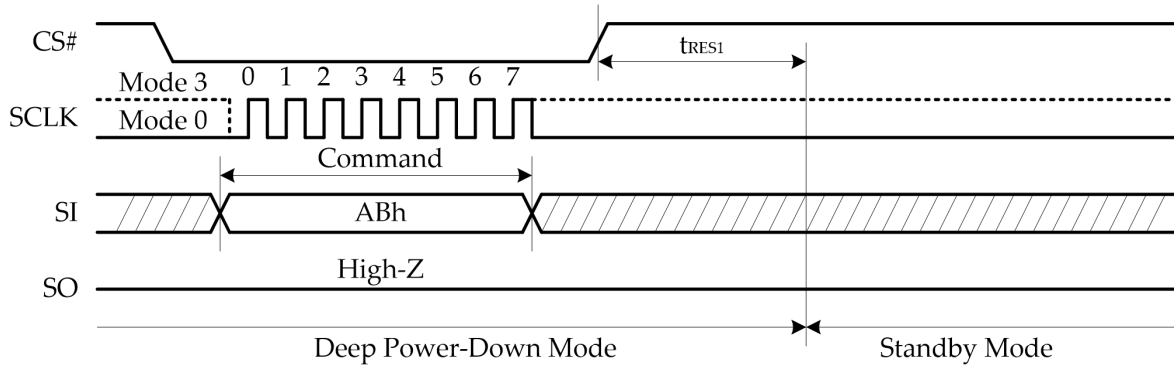 CS#
tRES1
Mode 3
0 1 2 3 4 5 6 7
SCLK
Mode 0
Command
SI
ABh
High-Z
SO
Deep Power-Down Mode
Standby Mode